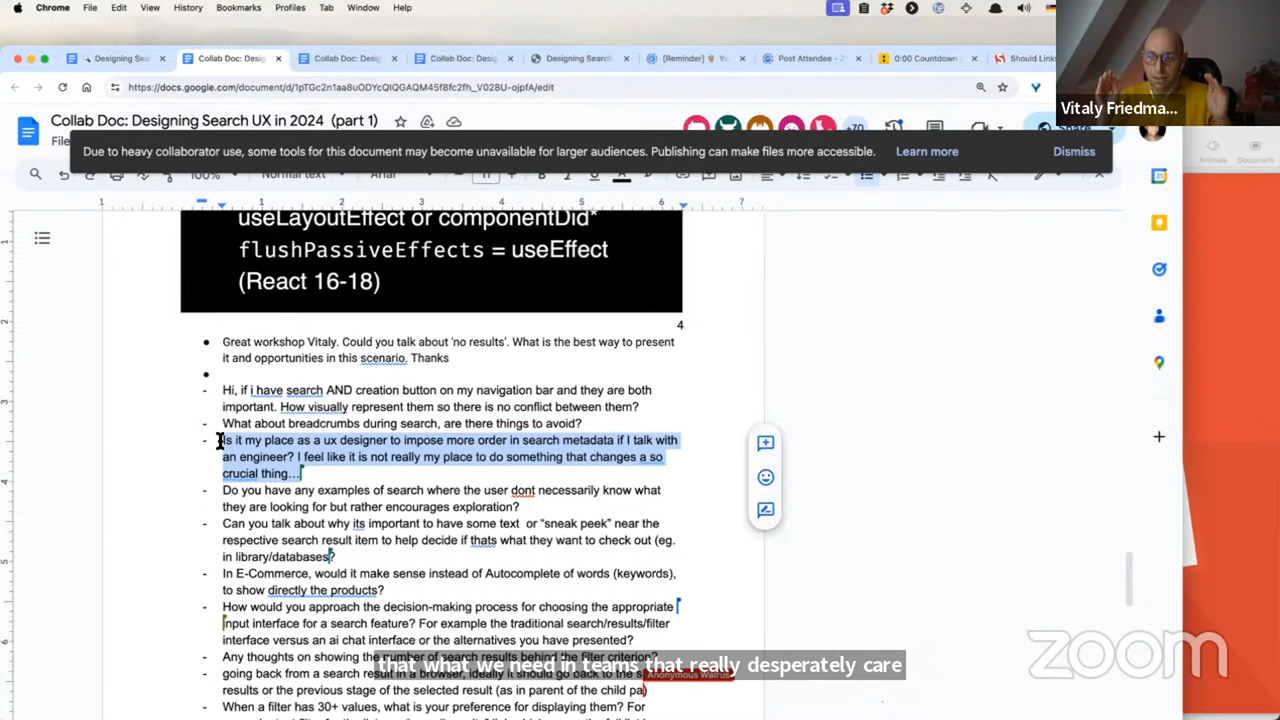 Chrome File Edit View History Bookmarks Profiles Tab Window Help
Designing Sea Collab Doc: Desig Collab Doc: Desig Collab Doc: Desig Designing Search [Reminder] Post Attendee - Z 0:00 Countdown Should Links
https://docs.google.com/document/d/1pTGc2n1aa8uODYcQIQGAQM45f8fc2fh_V028U-ojpfA/edit
Vitaly Friedma...
Collab Doc: Designing Search UX in 2024 (part 1)
+70
Share
File
Due to heavy collaborator use, some tools for this document may become unavailable for larger audiences. Publishing can make files more accessible. Learn more Dismiss
100% Normal text Arial 11
Animals Document
1 1 2 3 4 5 6 7
useLayoutEffect or componentDid*
flushPassiveEffects = useEffect
(React 16-18)
4
● Great workshop Vitaly. Could you talk about 'no results'. What is the best way to present
it and opportunities in this scenario. Thanks
●
- Hi, if i have search AND creation button on my navigation bar and they are both
important. How visually represent them so there is no conflict between them?
- What about breadcrumbs during search, are there things to avoid?
- Is it my place as a ux designer to impose more order in search metadata if I talk with
an engineer? I feel like it is not really my place to do something that changes a so
crucial thing...
- Do you have any examples of search where the user dont necessarily know what
they are looking for but rather encourages exploration?
- Can you talk about why its important to have some text or “sneak peek” near the
respective search result item to help decide if thats what they want to check out (eg.
in library/databases?
- In E-Commerce, would it make sense instead of Autocomplete of words (keywords),
to show directly the products?
- How would you approach the decision-making process for choosing the appropriate
input interface for a search feature? For example the traditional search/results/filter
interface versus an ai chat interface or the alternatives you have presented?
- Any thoughts on showing the number of search results behind the filter criterion?
that what we need in teams that really desperately care
- going back from a search result in a browser, ideally it should go back to the s
Anonymous Walrus
results or the previous stage of the selected result (as in parent of the child pa)
- When a filter has 30+ values, what is your preference for displaying them? For
zoom